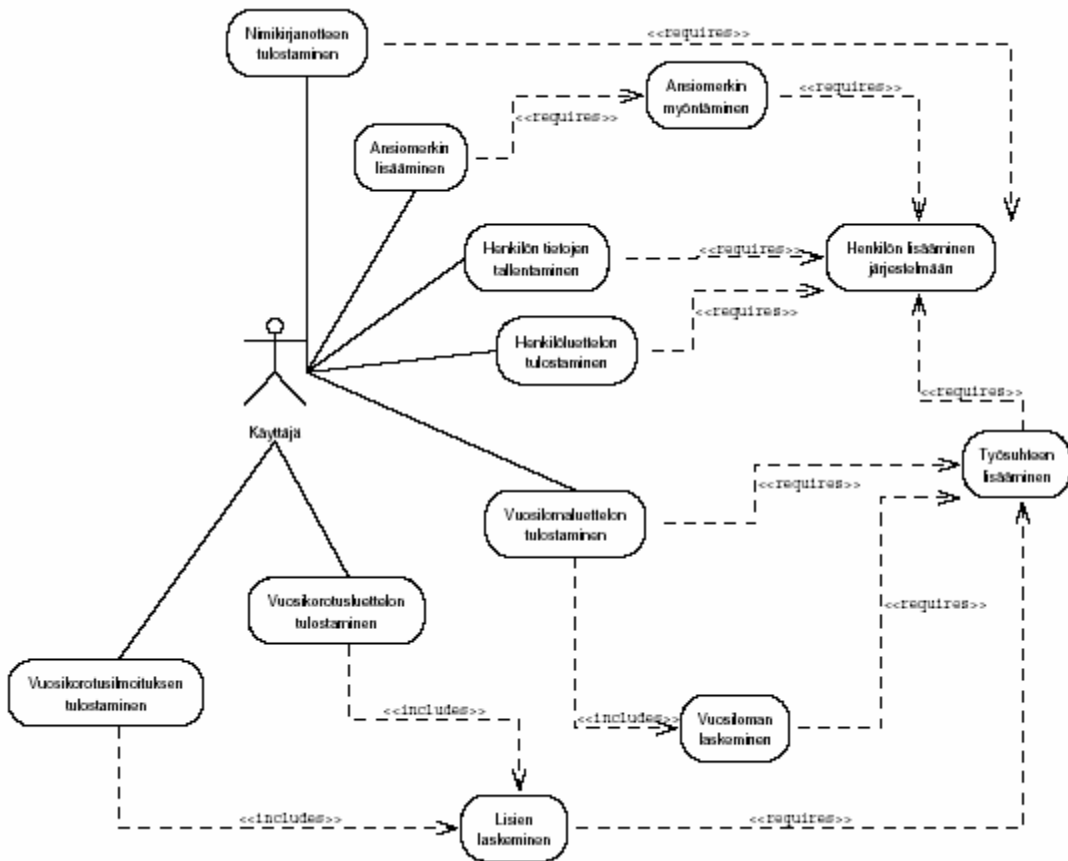 Nimikirjanotteen
tulostaminen
<<requires>>
Ansiomerkin
myöntäminen
<<requires>>
<<requires>>
Ansiomerkin
lisääminen
Henkilön tietojen
tallentaminen
<<requires>>
Henkilön lisääminen
järjestelmään
<<requires>>
Henkilöluettelon
tulostaminen
<<requires>>
Käyttäjä
Työsuhteen
lisääminen
<<requires>>
Vuosilomaluettelon
tulostaminen
Vuosikorotusluettelon
tulostaminen
<<requires>>
Vuosikorotusilmoituksen
tulostaminen
<<includes>>
<<includes>>
Vuosiloman
laskeminen
<<includes>>
Lisien
laskeminen
<<requires>>